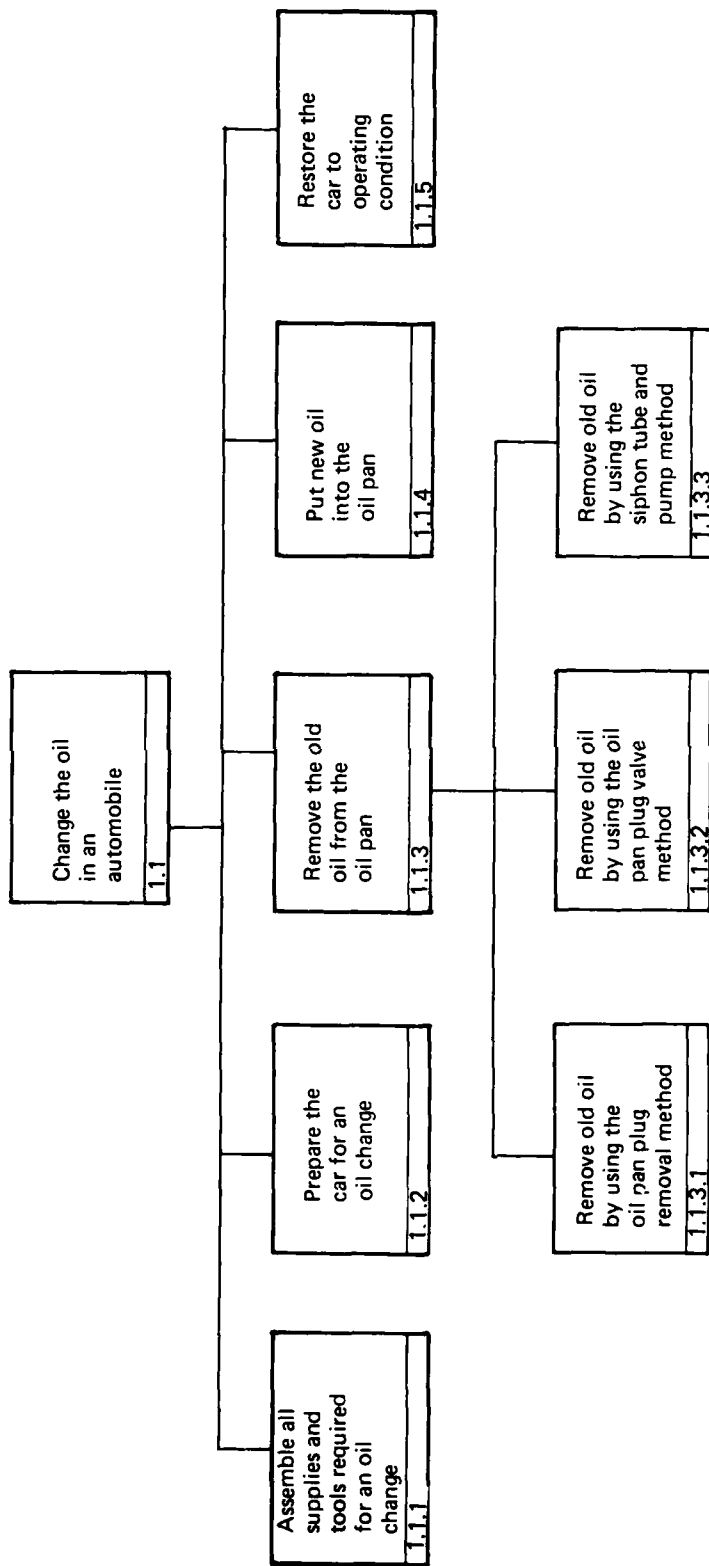 Change the oil
in an
automobile
1.1
Assemble all
supplies and
tools required
for an oil
change
1.1.1
Prepare the
car for an
oil change
1.1.2
Remove the old
oil from the
oil pan
1.1.3
Put new oil
into the
oil pan
1.1.4
Restore the
car to
operating
condition
1.1.5
Remove old oil
by using the
oil pan plug
removal method
1.1.3.1
Remove old oil
by using the oil
pan plug valve
method
1.1.3.2
Remove old oil
by using the
siphon tube and
pump method
1.1.3.3